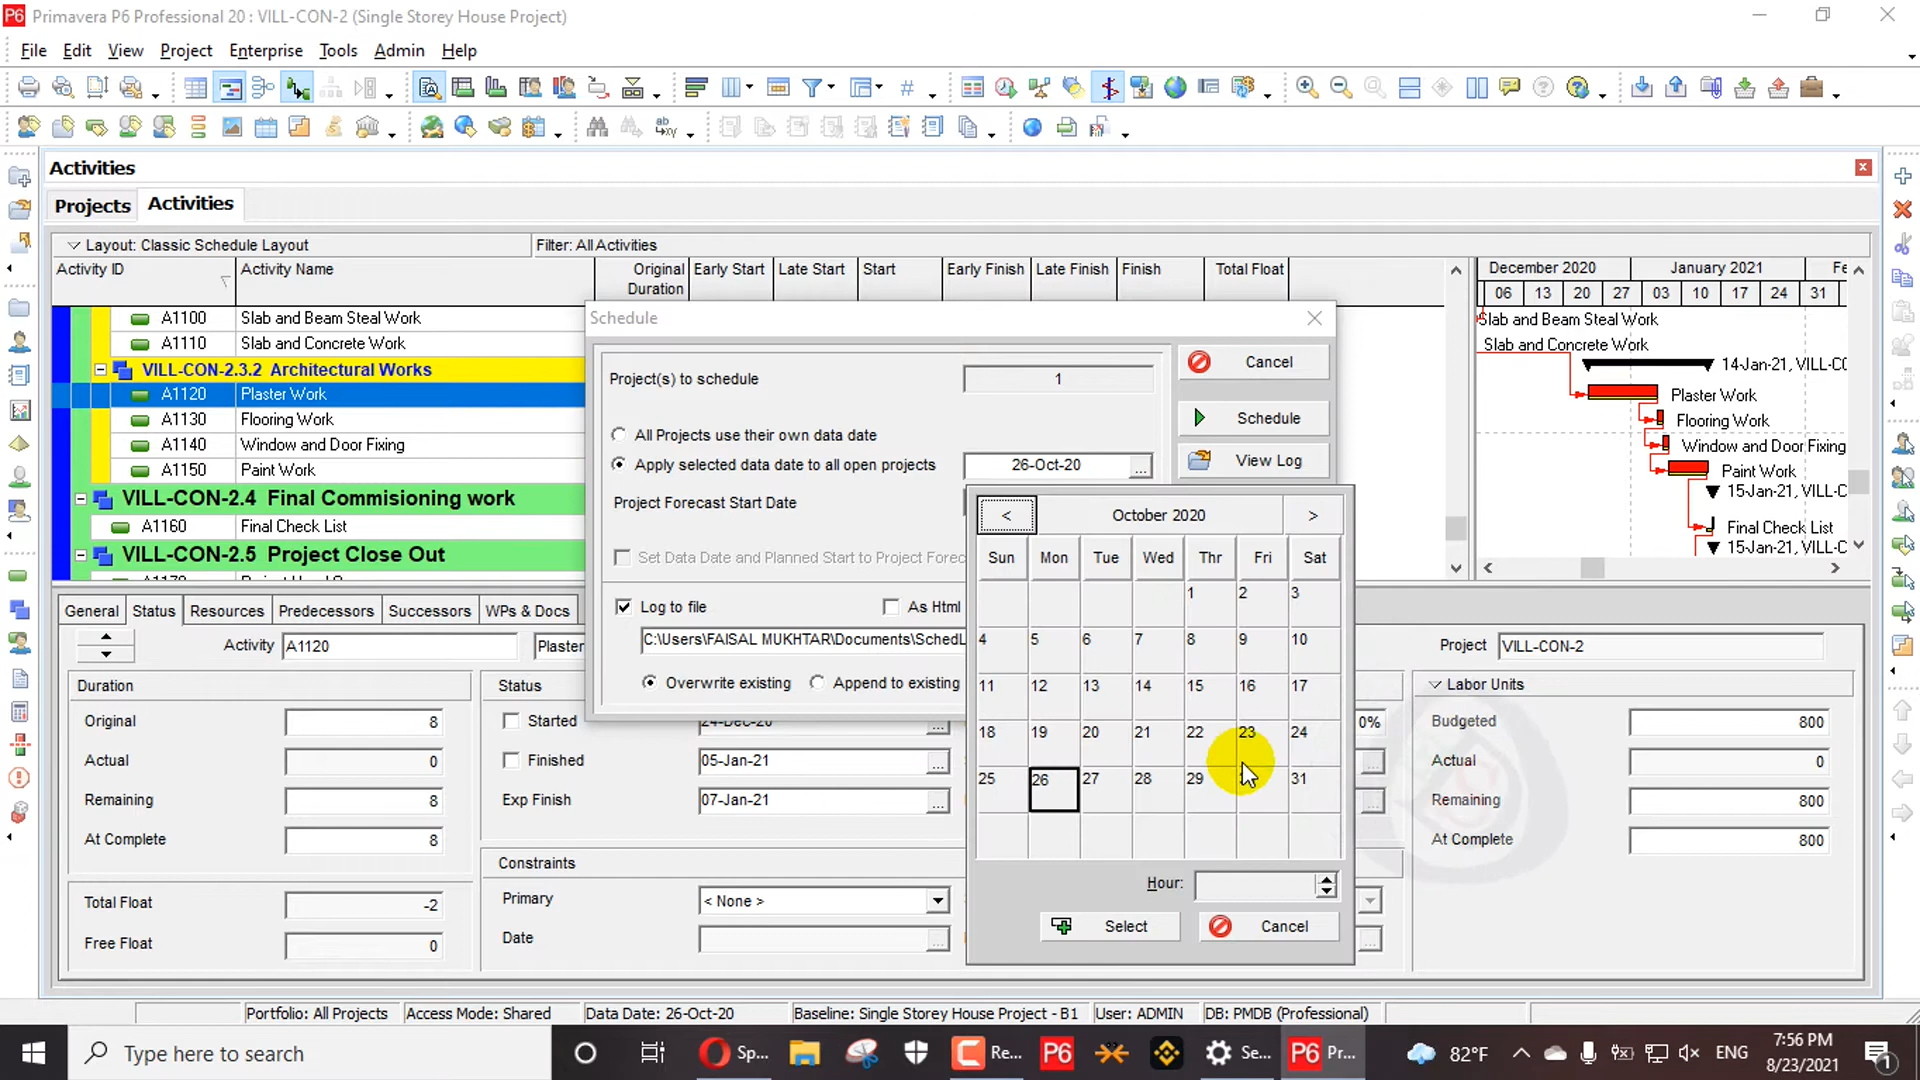 P6 Primavera P6 Professional 20 : VILL-CON-2 (Single Storey House Project)
File Edit View Project Enterprise Tools Admin Help
Activities
Projects Activities
Layout: Classic Schedule Layout Filter: All Activities
Activity ID Activity Name Original Duration Early Start Late Start Start Early Finish Late Finish Finish Total Float
December 2020 January 2021 Fe
06 13 20 27 03 10 17 24 31
A1100 Slab and Beam Steal Work
A1110 Slab and Concrete Work
VILL-CON-2.3.2 Architectural Works
A1120 Plaster Work
A1130 Flooring Work
A1140 Window and Door Fixing
A1150 Paint Work
VILL-CON-2.4 Final Commisioning work
A1160 Final Check List
VILL-CON-2.5 Project Close Out
Slab and Beam Steal Work
Slab and Concrete Work
14-Jan-21, VILL-CC
Plaster Work
Flooring Work
Window and Door Fixing
Paint Work
15-Jan-21, VILL-C
Final Check List
15-Jan-21, VILL-C
Schedule
Project(s) to schedule 1
Cancel
All Projects use their own data date
Schedule
Apply selected data date to all open projects 26-Oct-20 ...
View Log
Project Forecast Start Date
Set Data Date and Planned Start to Project Forec
Log to file As Html
C:\Users\FAISAL MUKHTAR\Documents\SchedL
Overwrite existing Append to existing
< October 2020 >
Sun Mon Tue Wed Thr Fri Sat
1 2 3
4 5 6 7 8 9 10
11 12 13 14 15 16 17
18 19 20 21 22 23 24
25 26 27 28 29 31
Hour:
Select Cancel
General Status Resources Predecessors Successors WPs & Docs
Activity A1120 Plaster Project VILL-CON-2
Duration
Original 8
Actual 0
Remaining 8
At Complete 8
Total Float -2
Free Float 0
Status
Started 24-Dec-20 ...
Finished 05-Jan-21 ...
Exp Finish 07-Jan-21 ...
0%
Constraints
Primary < None >
Date
Labor Units
Budgeted 800
Actual 0
Remaining 800
At Complete 800
Portfolio: All Projects Access Mode: Shared Data Date: 26-Oct-20 Baseline: Single Storey House Project - B1 User: ADMIN DB: PMDB (Professional)
Type here to search Sp... Re... P6 Se... P6 Pr... 82°F ENG 7:56 PM
8/23/2021
1